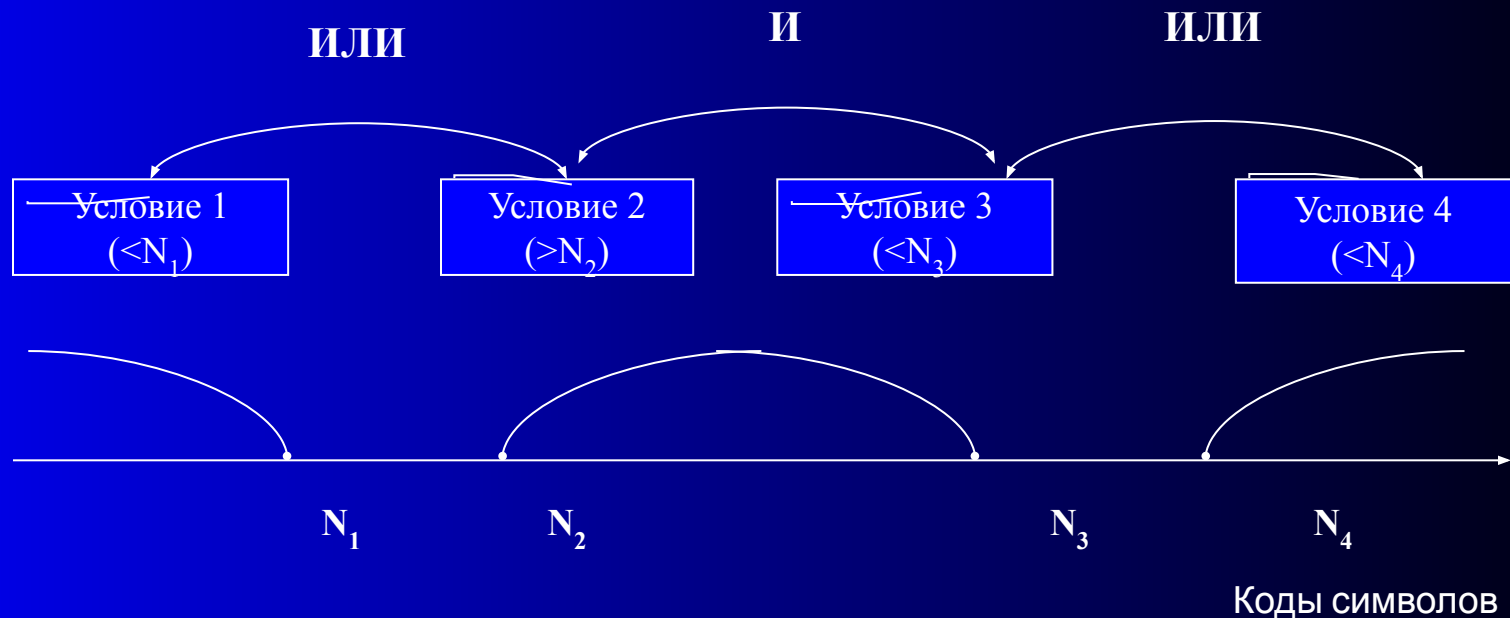 ИЛИ И ИЛИ
Условие 1
(<N₁)
Условие 2
(>N₂)
Условие 3
(<N₃)
Условие 4
(<N₄)
N₁ N₂ N₃ N₄
Коды символов